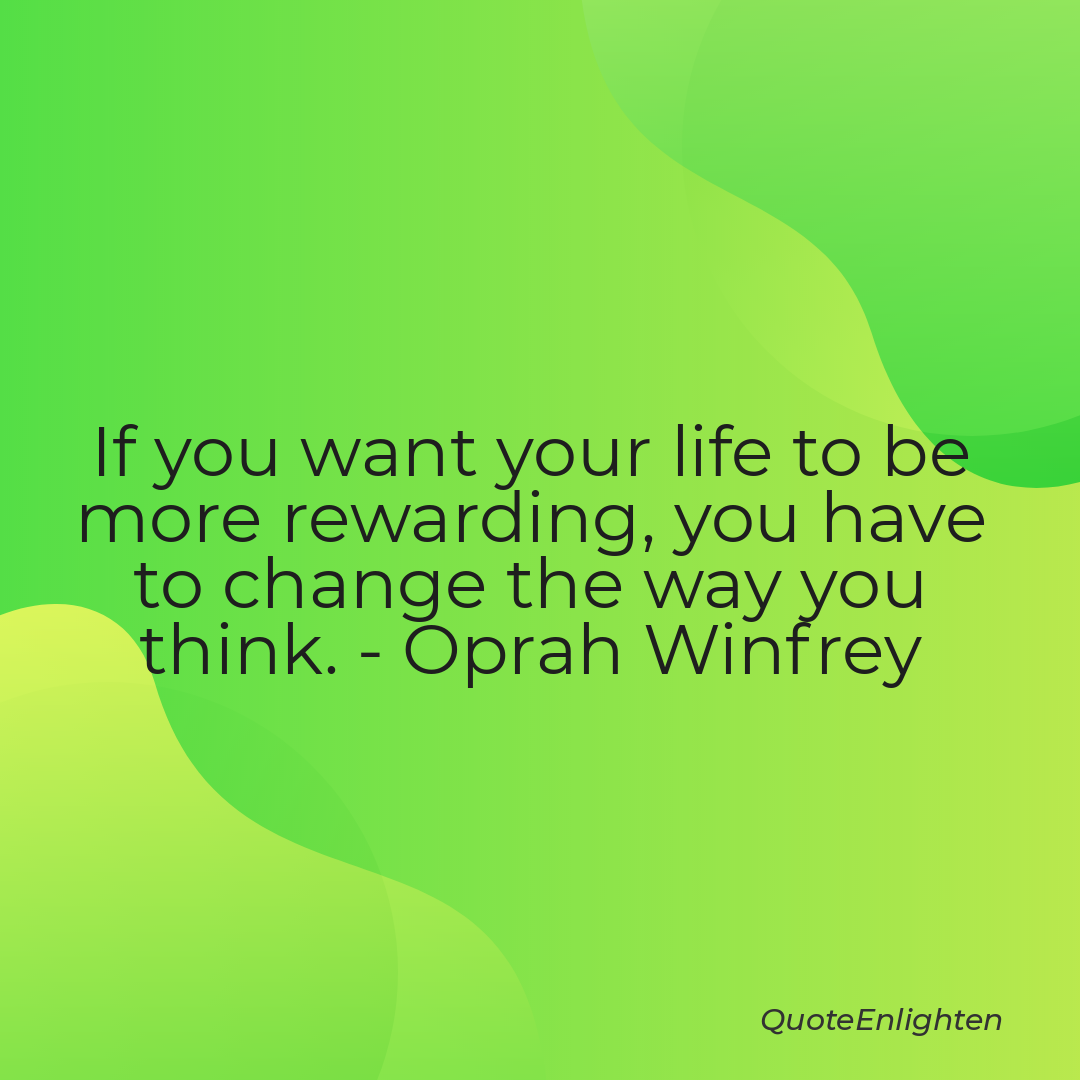 If you want your life to be
more rewarding, you have
to change the way you
think. - Oprah Winfrey
QuoteEnlighten